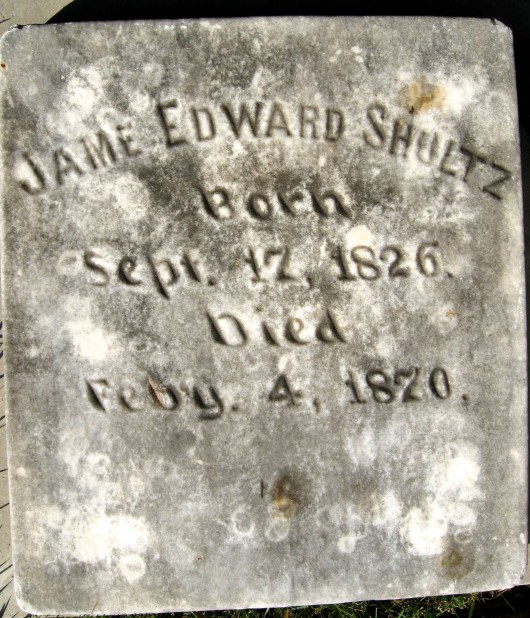 JAME EDWARD SHULTZ
Born
Sept. 17, 1826.
Died
Feby. 4, 1870.